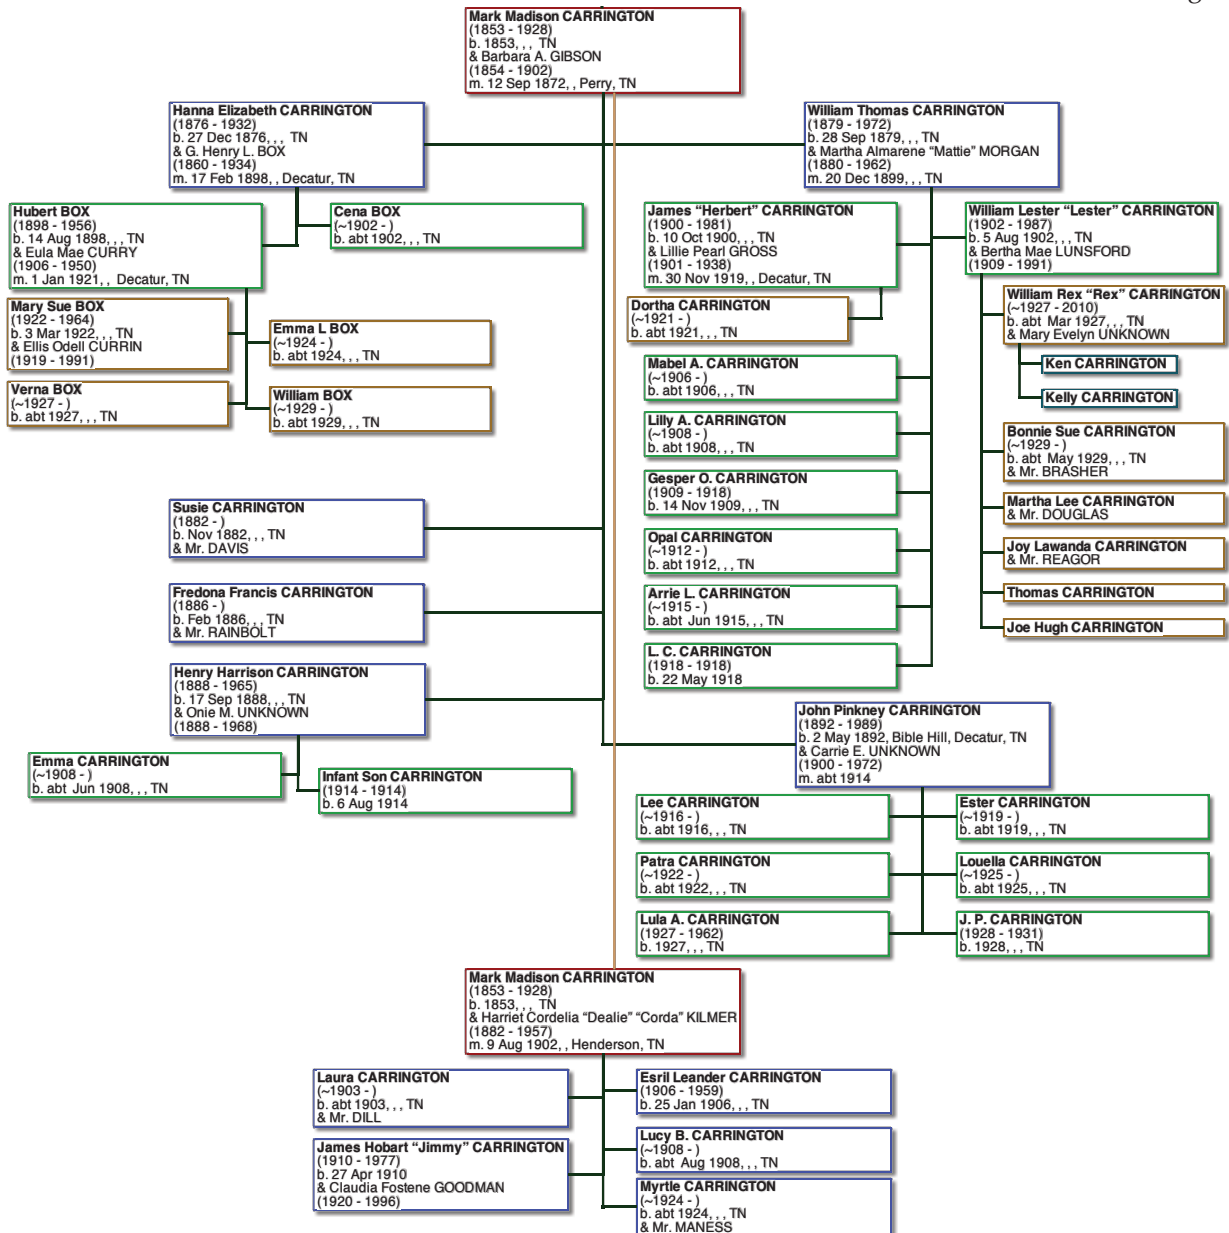 g
Mark Madison CARRINGTON
(1853 - 1928)
b. 1853, , , TN
& Barbara A. GIBSON
(1854 - 1902)
m. 12 Sep 1872, , Perry, TN
Hanna Elizabeth CARRINGTON
(1876 - 1932)
b. 27 Dec 1876, , , TN
& G. Henry L. BOX
(1860 - 1934)
m. 17 Feb 1898, , Decatur, TN
William Thomas CARRINGTON
(1879 - 1972)
b. 28 Sep 1879, , , TN
& Martha Almarene “Mattie” MORGAN
(1880 - 1962)
m. 20 Dec 1899, , , TN
Hubert BOX
(1898 - 1956)
b. 14 Aug 1898, , , TN
& Eula Mae CURRY
(1906 - 1950)
m. 1 Jan 1921, , Decatur, TN
Cena BOX
(~1902 - )
b. abt 1902, , , TN
James “Herbert” CARRINGTON
(1900 - 1981)
b. 10 Oct 1900, , , TN
& Lillie Pearl GROSS
(1901 - 1938)
m. 30 Nov 1919, , Decatur, TN
William Lester “Lester” CARRINGTON
(1902 - 1987)
b. 5 Aug 1902, , , TN
& Bertha Mae LUNSFORD
(1909 - 1991)
Mary Sue BOX
(1922 - 1964)
b. 3 Mar 1922, , , TN
& Ellis Odell CURRIN
(1919 - 1991)
Emma L BOX
(~1924 - )
b. abt 1924, , , TN
Verna BOX
(~1927 - )
b. abt 1927, , , TN
William BOX
(~1929 - )
b. abt 1929, , , TN
Dortha CARRINGTON
(~1921 - )
b. abt 1921, , , TN
William Rex “Rex” CARRINGTON
(~1927 - 2010)
b. abt Mar 1927, , , TN
& Mary Evelyn UNKNOWN
Ken CARRINGTON
Kelly CARRINGTON
Mabel A. CARRINGTON
(~1906 - )
b. abt 1906, , , TN
Lilly A. CARRINGTON
(~1908 - )
b. abt 1908, , , TN
Bonnie Sue CARRINGTON
(~1929 - )
b. abt May 1929, , , TN
& Mr. BRASHER
Gesper O. CARRINGTON
(1909 - 1918)
b. 14 Nov 1909, , , TN
Martha Lee CARRINGTON
& Mr. DOUGLAS
Opal CARRINGTON
(~1912 - )
b. abt 1912, , , TN
Joy Lawanda CARRINGTON
& Mr. REAGOR
Arrie L. CARRINGTON
(~1915 - )
b. abt Jun 1915, , , TN
Thomas CARRINGTON
Joe Hugh CARRINGTON
L. C. CARRINGTON
(1918 - 1918)
b. 22 May 1918
Susie CARRINGTON
(1882 - )
b. Nov 1882, , , TN
& Mr. DAVIS
Fredona Francis CARRINGTON
(1886 - )
b. Feb 1886, , , TN
& Mr. RAINBOLT
Henry Harrison CARRINGTON
(1888 - 1965)
b. 17 Sep 1888, , , TN
& Onie M. UNKNOWN
(1888 - 1968)
Emma CARRINGTON
(~1908 - )
b. abt Jun 1908, , , TN
Infant Son CARRINGTON
(1914 - 1914)
b. 6 Aug 1914
John Pinkney CARRINGTON
(1892 - 1989)
b. 2 May 1892, Bible Hill, Decatur, TN
& Carrie E. UNKNOWN
(1900 - 1972)
m. abt 1914
Lee CARRINGTON
(~1916 - )
b. abt 1916, , , TN
Ester CARRINGTON
(~1919 - )
b. abt 1919, , , TN
Patra CARRINGTON
(~1922 - )
b. abt 1922, , , TN
Louella CARRINGTON
(~1925 - )
b. abt 1925, , , TN
Lula A. CARRINGTON
(1927 - 1962)
b. 1927, , , TN
J. P. CARRINGTON
(1928 - 1931)
b. 1928, , , TN
Mark Madison CARRINGTON
(1853 - 1928)
b. 1853, , , TN
& Harriet Cordelia “Dealie” “Corda” KILMER
(1882 - 1957)
m. 9 Aug 1902, , Henderson, TN
Laura CARRINGTON
(~1903 - )
b. abt 1903, , , TN
& Mr. DILL
Esril Leander CARRINGTON
(1906 - 1959)
b. 25 Jan 1906, , , TN
Lucy B. CARRINGTON
(~1908 - )
b. abt Aug 1908, , , TN
James Hobart “Jimmy” CARRINGTON
(1910 - 1977)
b. 27 Apr 1910
& Claudia Fostene GOODMAN
(1920 - 1996)
Myrtle CARRINGTON
(~1924 - )
b. abt 1924, , , TN
& Mr. MANESS